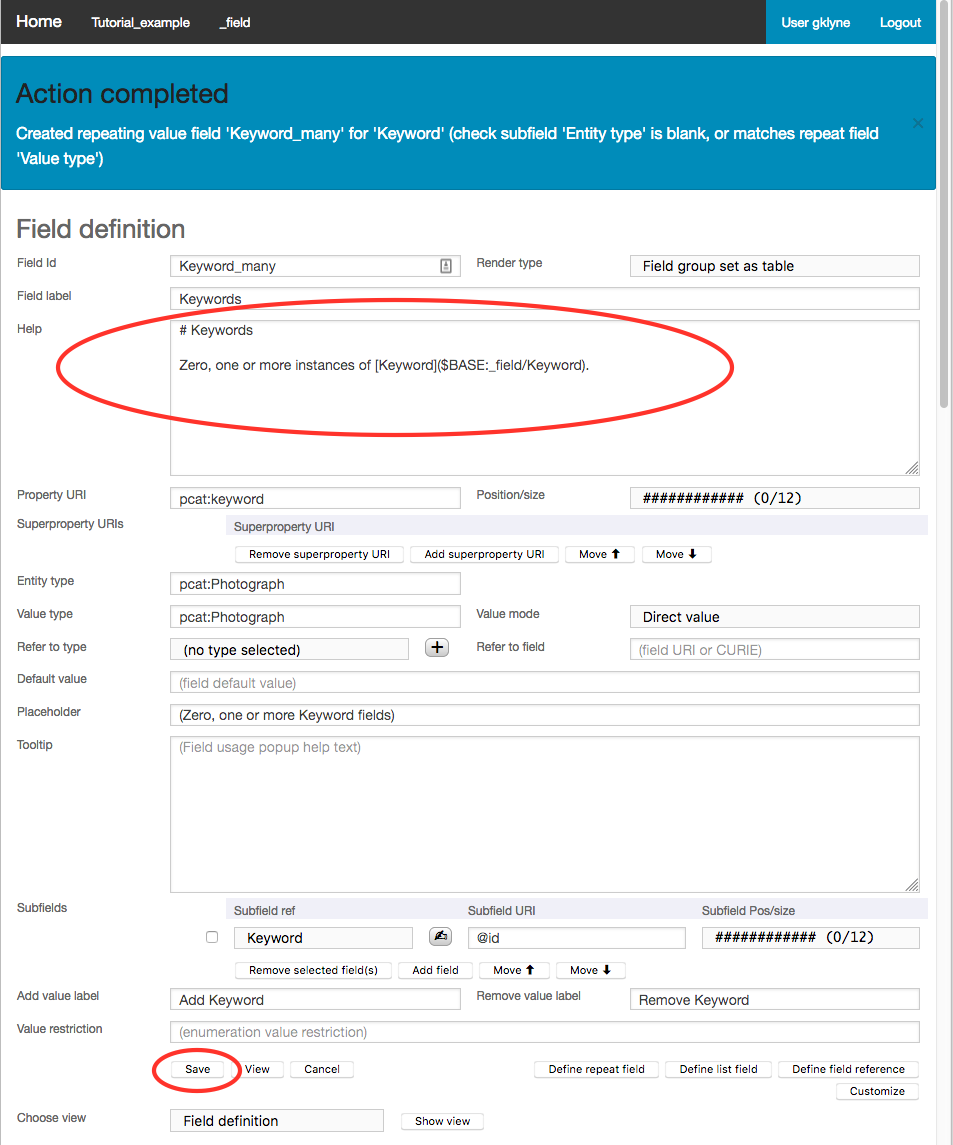 Home Tutorial_example _field User gklyne Logout
Action completed
×
Created repeating value field 'Keyword_many' for 'Keyword' (check subfield 'Entity type' is blank, or matches repeat field
'Value type')
Field definition
Field Id Keyword_many Render type Field group set as table
Field label Keywords
Help # Keywords
Zero, one or more instances of [Keyword]($BASE:_field/Keyword).
Property URI pcat:keyword Position/size ############ (0/12)
Superproperty URIs Superproperty URI
Remove superproperty URI Add superproperty URI Move ⬆ Move ⬇
Entity type pcat:Photograph
Value type pcat:Photograph Value mode Direct value
Refer to type (no type selected) + Refer to field (field URI or CURIE)
Default value (field default value)
Placeholder (Zero, one or more Keyword fields)
Tooltip (Field usage popup help text)
Subfields Subfield ref Subfield URI Subfield Pos/size
Keyword ✍ @id ############ (0/12)
Remove selected field(s) Add field Move ⬆ Move ⬇
Add value label Add Keyword Remove value label Remove Keyword
Value restriction (enumeration value restriction)
Save View Cancel Define repeat field Define list field Define field reference
Customize
Choose view Field definition Show view